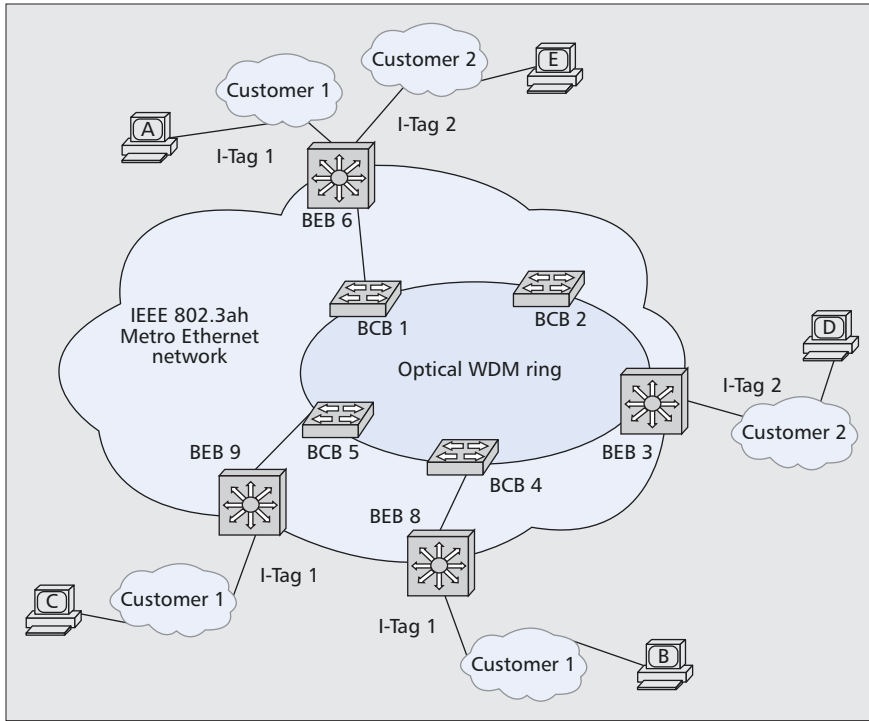 Customer 2
E
Customer 1
A
I-Tag 2
I-Tag 1
BEB 6
IEEE 802.3ah
Metro Ethernet
network
BCB 1
BCB 2
D
Optical WDM ring
I-Tag 2
Customer 2
BEB 9
BCB 5
BEB 3
BCB 4
BEB 8
I-Tag 1
C
Customer 1
I-Tag 1
Customer 1
B